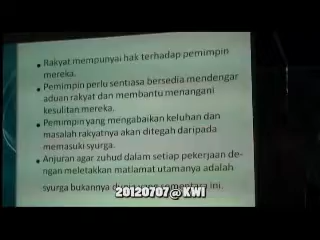 • Rakyat mempunyai hak terhadap pemimpin
mereka.
• Pemimpin perlu sentiasa bersedia mendengar
aduan rakyat dan membantu menangani
kesulitan mereka.
• Pemimpin yang mengabaikan keluhan dan
masalah rakyatnya akan ditegah daripada
memasuki syurga.
• Anjuran agar zuhud dalam setiap pekerjaan de-
ngan meletakkan matlamat utamanya adalah
syurga bukannya ini.
20120707@KWI